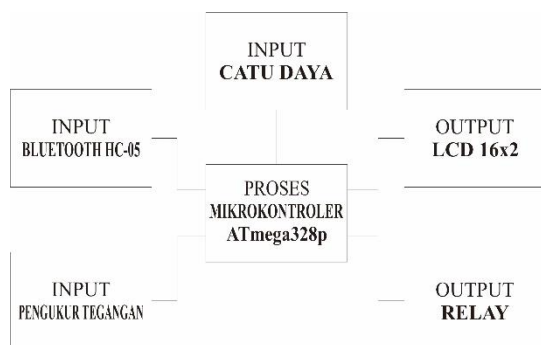 INPUT
CATU DAYA
INPUT
BLUETOOTH HC-05
OUTPUT
LCD 16x2
PROSES
MIKROKONTROLER
ATmega328p
INPUT
PENGUKUR TEGANGAN
OUTPUT
RELAY